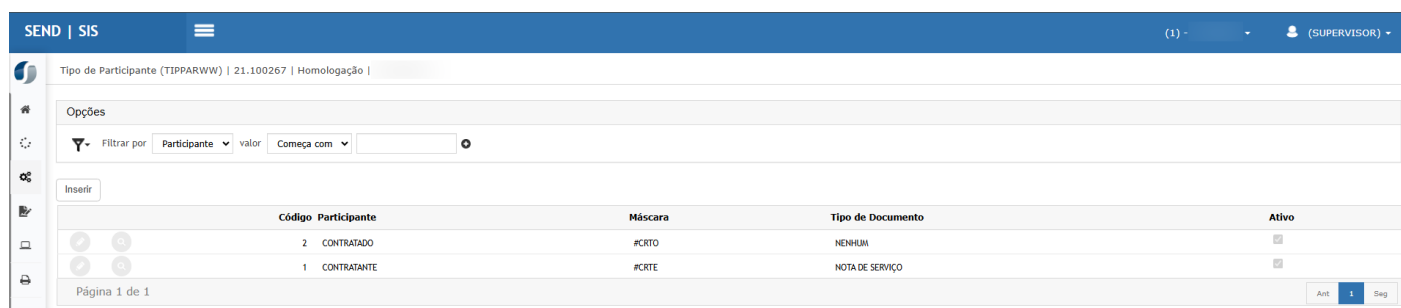 SEND | SIS (1) - (SUPERVISOR)
Tipo de Participante (TIPPARWW) | 21.100267 | Homologação |
Opções
Filtrar por Participante valor Começa com
Inserir
Código Participante Máscara Tipo de Documento Ativo
2 CONTRATADO #CRTO NENHUM
1 CONTRATANTE #CRTE NOTA DE SERVIÇO
Página 1 de 1 Ant 1 Seg